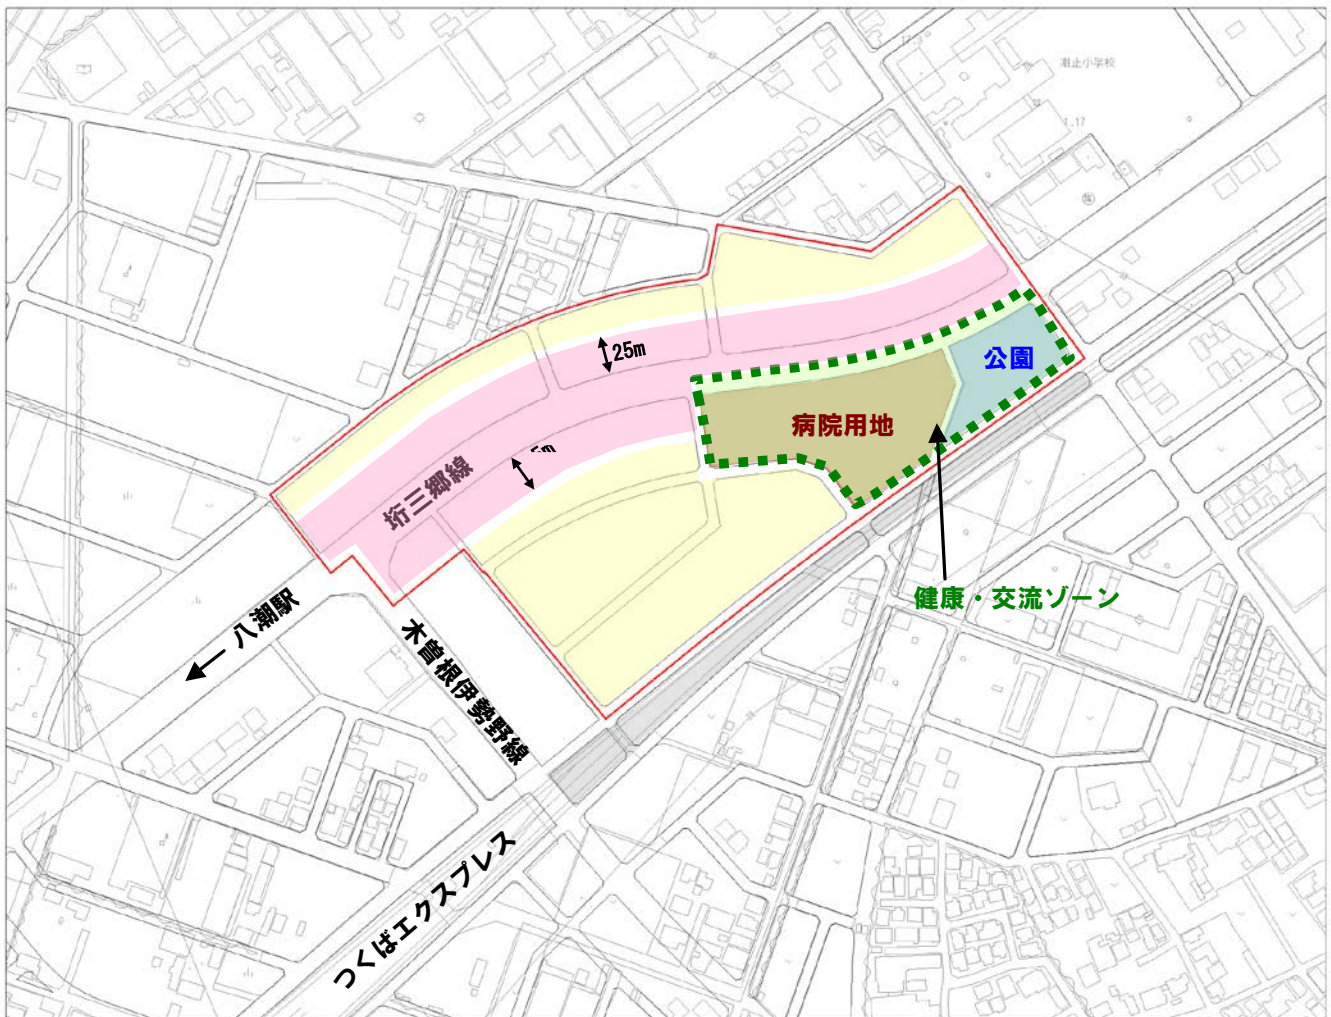 潮止小学校
公園
25m
病院用地
垳三郷線
健康・交流ゾーン
八潮駅
木曽根伊勢野線
つくばエクスプレス